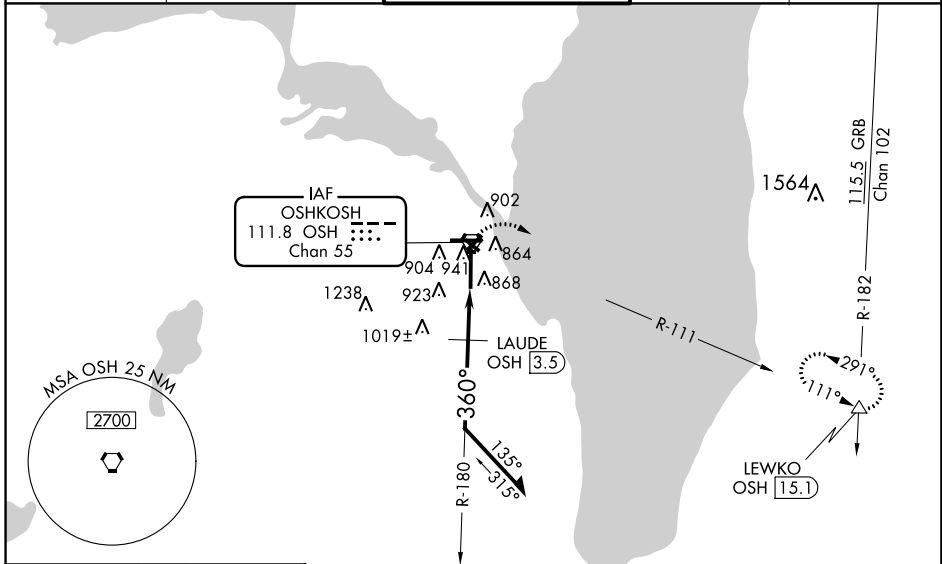 IAF
OSHKOSH
111.8 OSH
Chan 55
902
864
904
941
868
923
1238
1019±
1564
115.5 GRB
Chan 102
R-182
R-111
LAUDE
OSH 3.5
360°
135°
315°
R-180
291°
111°
LEWKO
OSH 15.1
MSA OSH 25 NM
2700